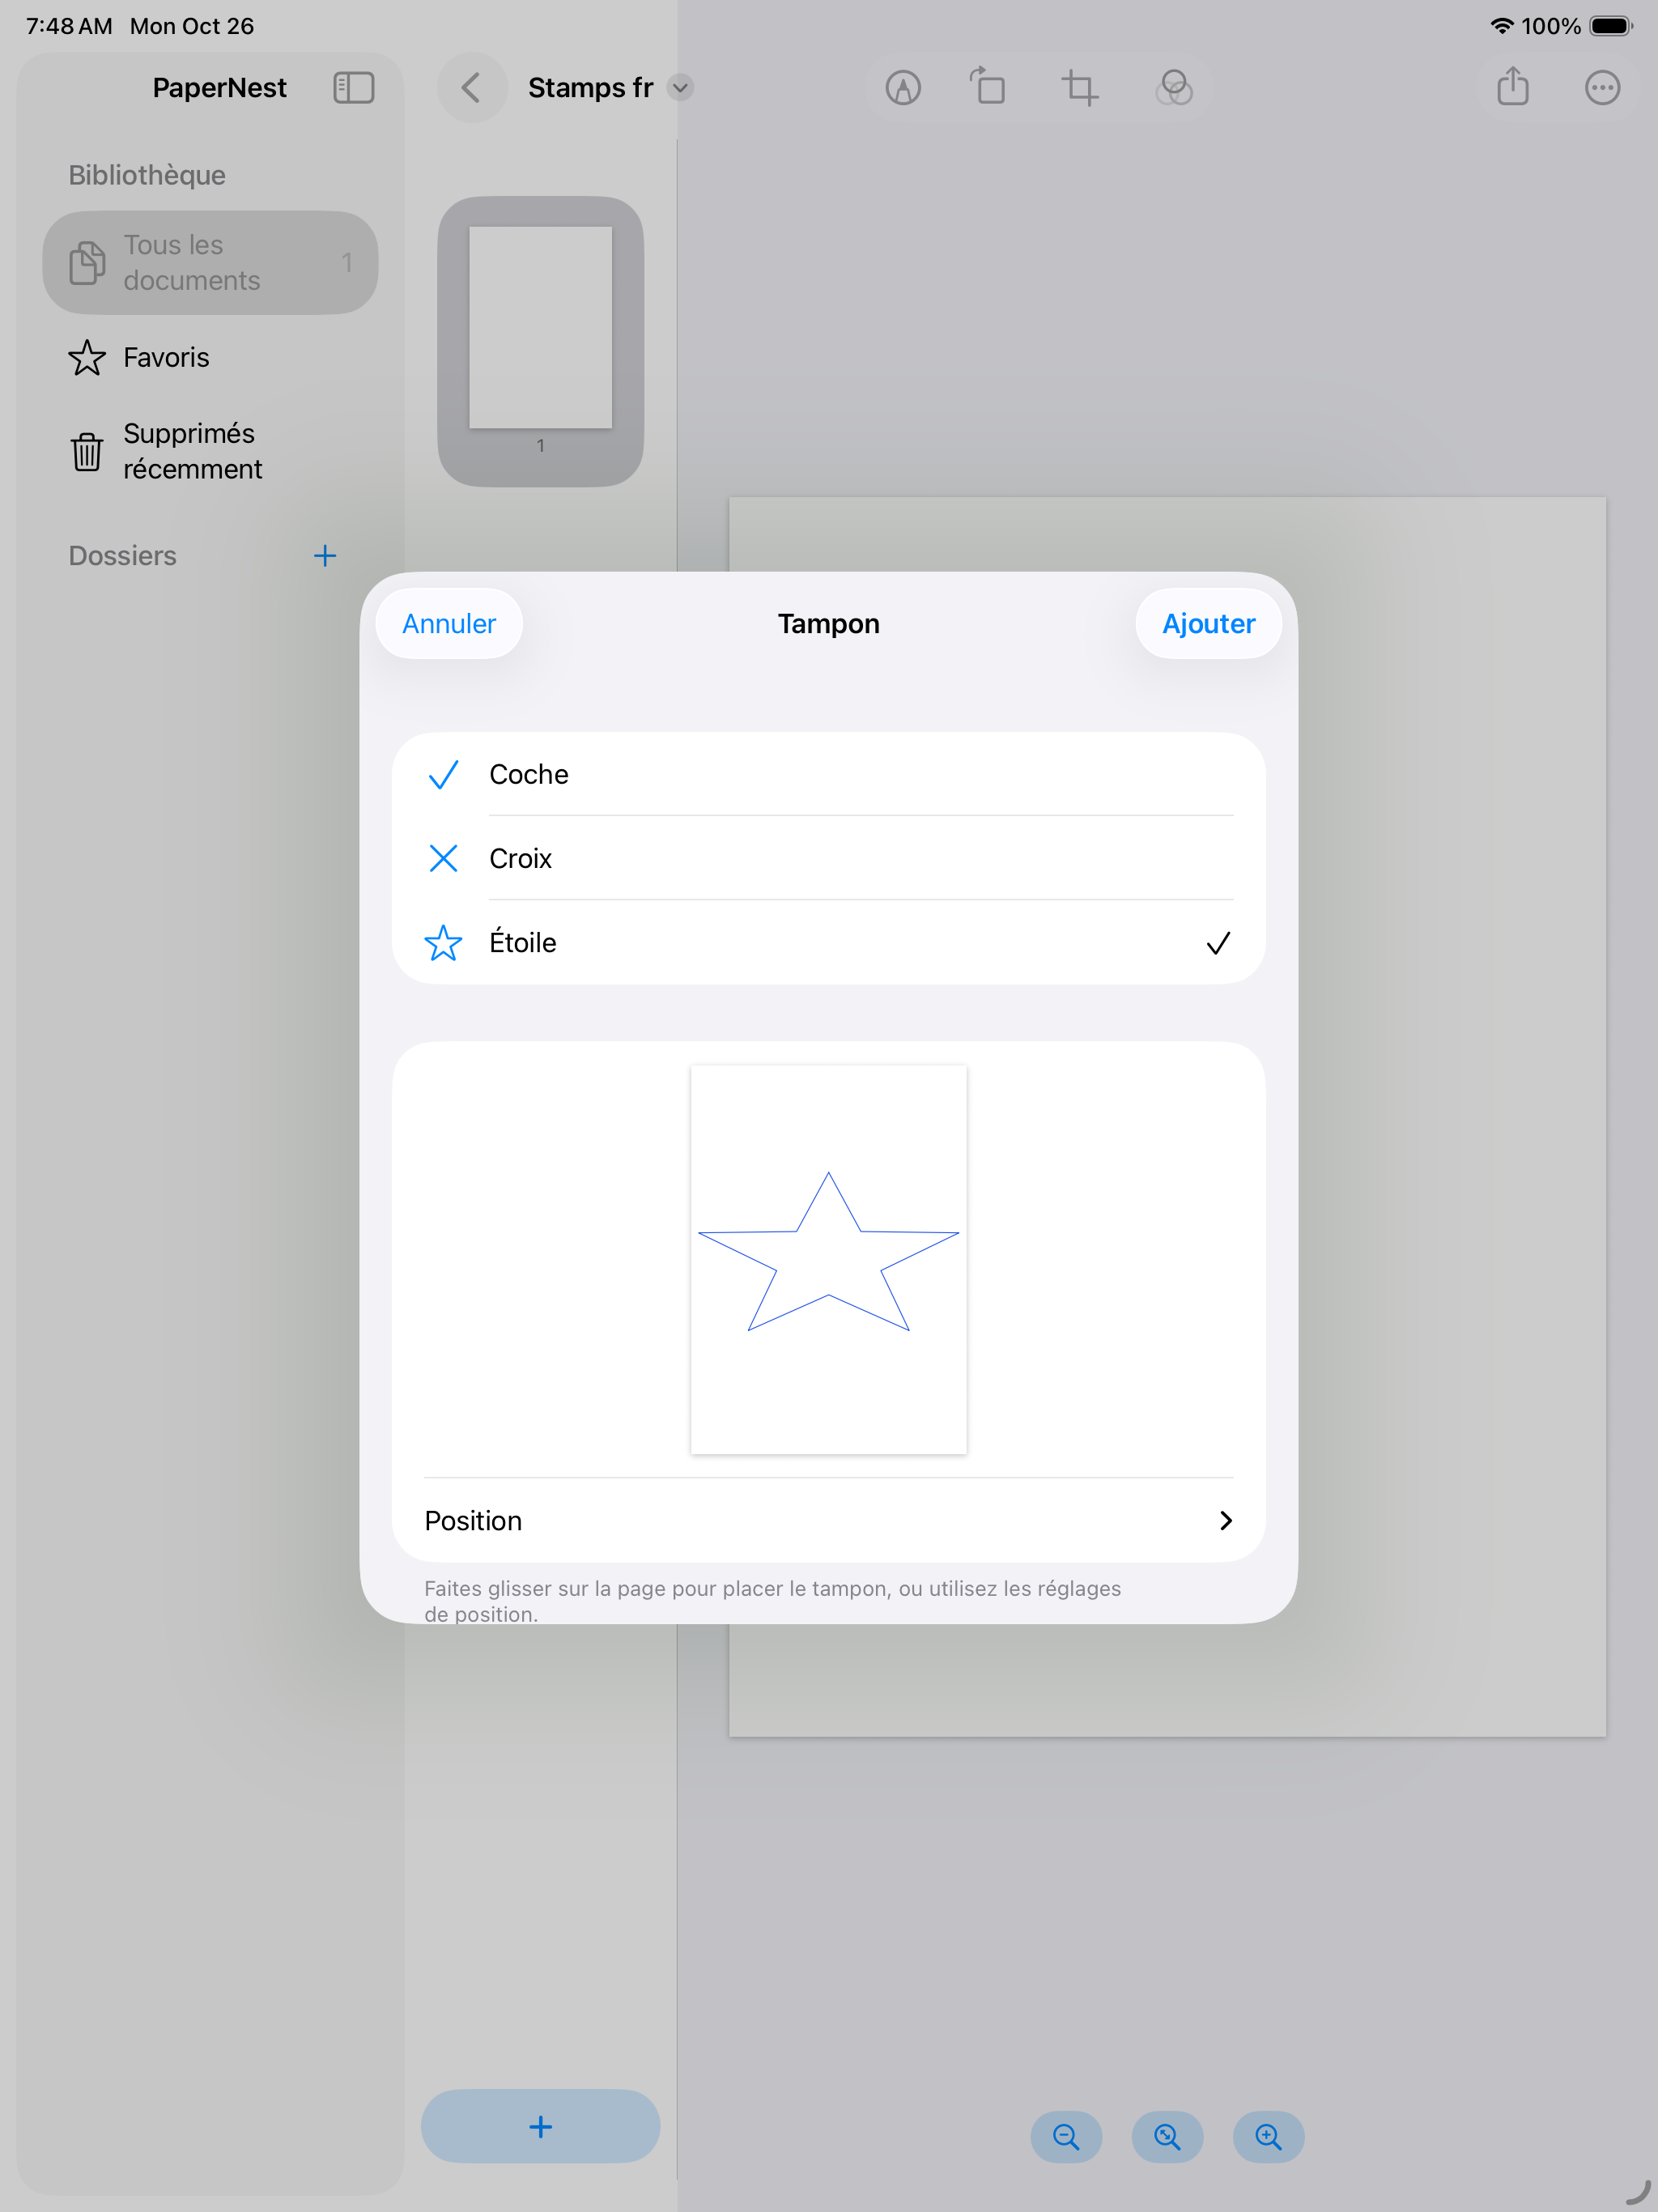 7:48 AM Mon Oct 26
100%
PaperNest
Stamps fr
Bibliothèque
Tous les
documents
1
Favoris
Supprimés
récemment
Dossiers
1
Annuler
Tampon
Ajouter
Coche
Croix
Étoile
Position
Faites glisser sur la page pour placer le tampon, ou utilisez les réglages
de position.